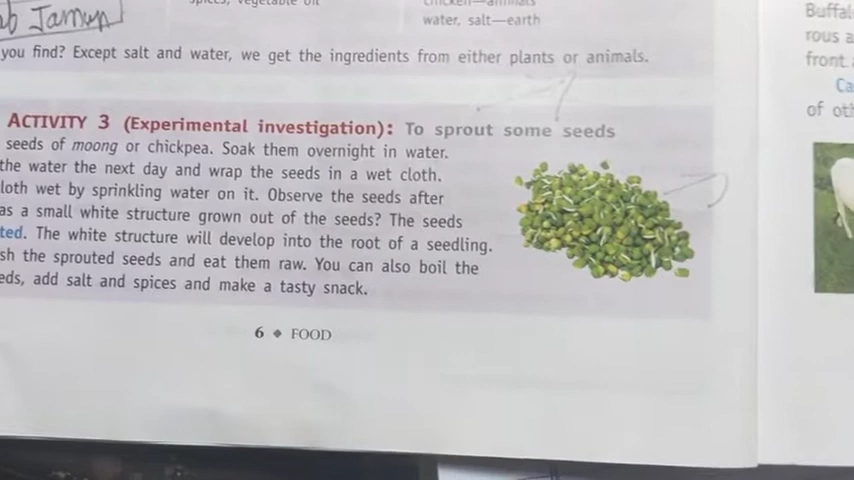 Jamun
water, salt—earth
you find? Except salt and water, we get the ingredients from either plants or animals.
ACTIVITY 3 (Experimental investigation): To sprout some seeds
seeds of moong or chickpea. Soak them overnight in water.
the water the next day and wrap the seeds in a wet cloth.
loth wet by sprinkling water on it. Observe the seeds after
as a small white structure grown out of the seeds? The seeds
ted. The white structure will develop into the root of a seedling.
sh the sprouted seeds and eat them raw. You can also boil the
eds, add salt and spices and make a tasty snack.
6 ◆ FOOD
Buffal
rous a
front
Ca
of oth